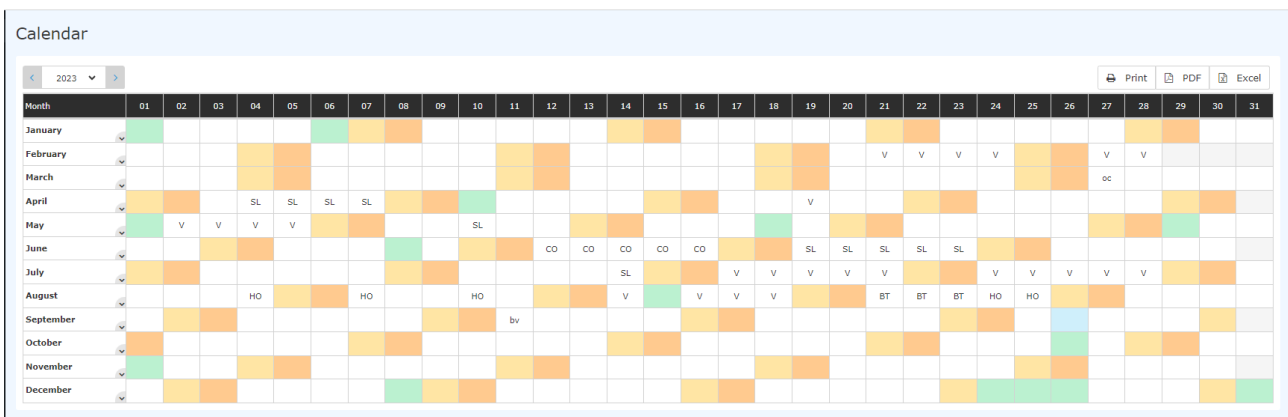 Calendar
2023 Print PDF Excel
Month 01 02 03 04 05 06 07 08 09 10 11 12 13 14 15 16 17 18 19 20 21 22 23 24 25 26 27 28 29 30 31
January
February V V V V V V
March oc
April SL SL SL SL V
May V V V V SL
June CO CO CO CO CO SL SL SL SL SL
July SL V V V V V V V V V V
August HO HO HO V V V V BT BT BT HO HO
September bv
October
November
December